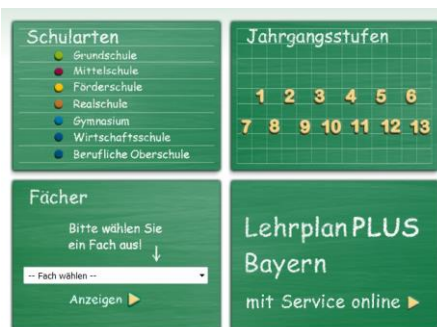 Schularten
Grundschule
Mittelschule
Förderschule
Realschule
Gymnasium
Wirtschaftsschule
Berufliche Oberschule
Jahrgangsstufen
1 2 3 4 5 6
7 8 9 10 11 12 13
Fächer
Bitte wählen Sie
ein Fach aus!
-- Fach wählen --
Anzeigen
LehrplanPLUS
Bayern
mit Service online